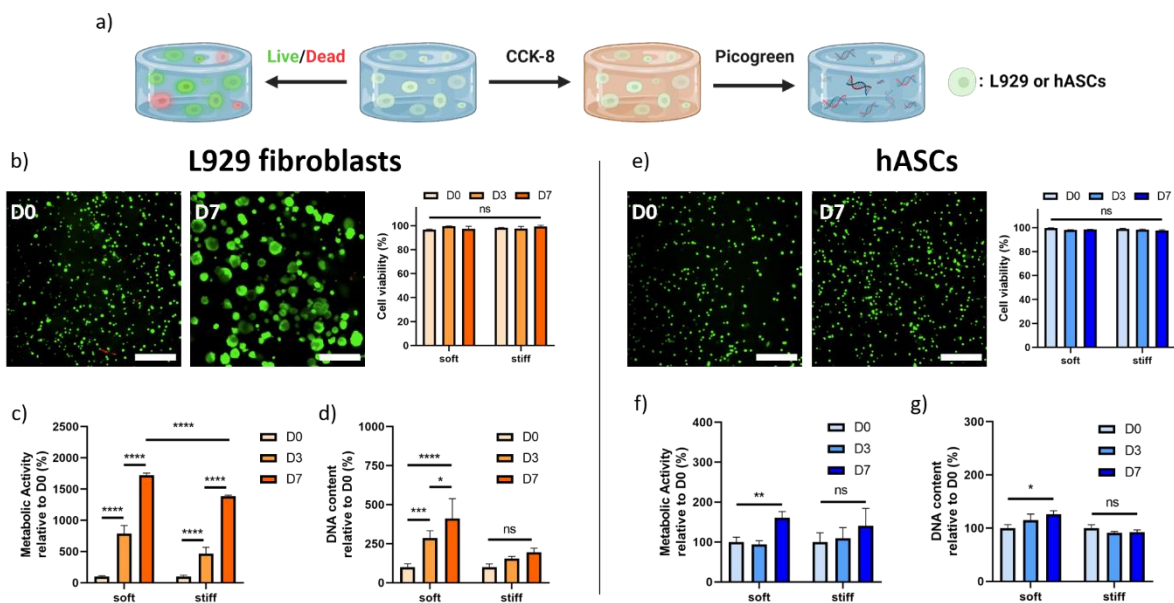 a)
Live/Dead
CCK-8
Picogreen
: L929 or hASCs
b)
L929 fibroblasts
D0
D7
D0 D3 D7
ns
Cell viability (%)
100
80
60
40
20
0
soft stiff
c)
Metabolic Activity
relative to D0 (%)
2500
2000
1500
1000
500
0
D0
D3
D7
****
**** ****
**** ****
soft stiff
d)
DNA content
relative to D0 (%)
1000
750
500
250
0
D0
D3
D7
****
*
***
ns
soft stiff
e)
hASCs
D0
D7
D0 D3 D7
ns
Cell viability (%)
100
80
60
40
20
0
soft stiff
f)
Metabolic Activity
relative to D0 (%)
400
300
200
100
0
D0
D3
D7
** ns
soft stiff
g)
DNA content
relative to D0 (%)
300
200
100
0
D0
D3
D7
* ns
soft stiff